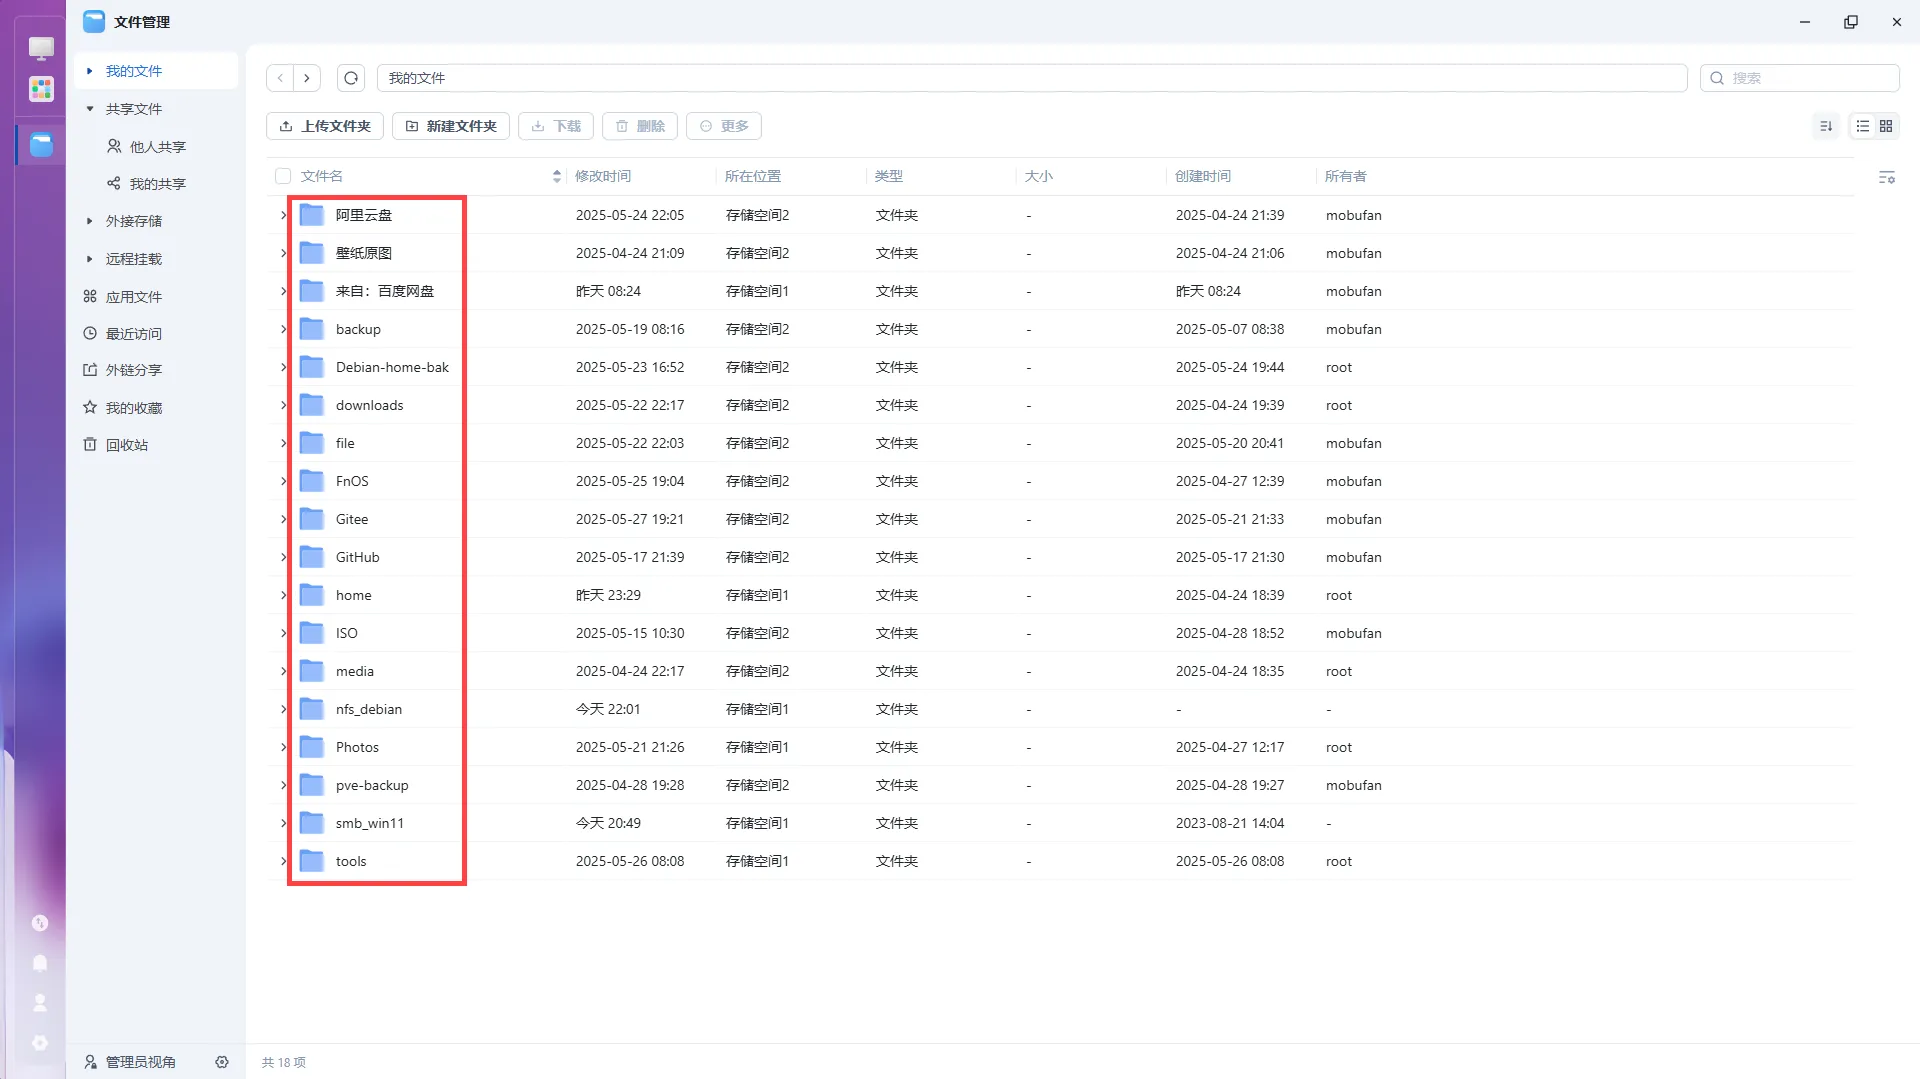 文件管理
我的文件
共享文件
他人共享
我的共享
外接存储
远程挂载
应用文件
最近访问
外链分享
我的收藏
回收站
管理员视角
我的文件
搜索
上传文件夹 新建文件夹 下载 删除 更多
文件名 修改时间 所在位置 类型 大小 创建时间 所有者
阿里云盘 2025-05-24 22:05 存储空间2 文件夹 - 2025-04-24 21:39 mobufan
壁纸原图 2025-04-24 21:09 存储空间2 文件夹 - 2025-04-24 21:06 mobufan
来自：百度网盘 昨天 08:24 存储空间1 文件夹 - 昨天 08:24 mobufan
backup 2025-05-19 08:16 存储空间2 文件夹 - 2025-05-07 08:38 mobufan
Debian-home-bak 2025-05-23 16:52 存储空间2 文件夹 - 2025-05-24 19:44 root
downloads 2025-05-22 22:17 存储空间2 文件夹 - 2025-04-24 19:39 root
file 2025-05-22 22:03 存储空间2 文件夹 - 2025-05-20 20:41 mobufan
FnOS 2025-05-25 19:04 存储空间2 文件夹 - 2025-04-27 12:39 mobufan
Gitee 2025-05-27 19:21 存储空间2 文件夹 - 2025-05-21 21:33 mobufan
GitHub 2025-05-17 21:39 存储空间2 文件夹 - 2025-05-17 21:30 mobufan
home 昨天 23:29 存储空间1 文件夹 - 2025-04-24 18:39 root
ISO 2025-05-15 10:30 存储空间2 文件夹 - 2025-04-28 18:52 mobufan
media 2025-04-24 22:17 存储空间2 文件夹 - 2025-04-24 18:35 root
nfs_debian 今天 22:01 存储空间1 文件夹 - - -
Photos 2025-05-21 21:26 存储空间1 文件夹 - 2025-04-27 12:17 root
pve-backup 2025-04-28 19:28 存储空间2 文件夹 - 2025-04-28 19:27 mobufan
smb_win11 今天 20:49 存储空间1 文件夹 - 2023-08-21 14:04 -
tools 2025-05-26 08:08 存储空间1 文件夹 - 2025-05-26 08:08 root
共 18 项